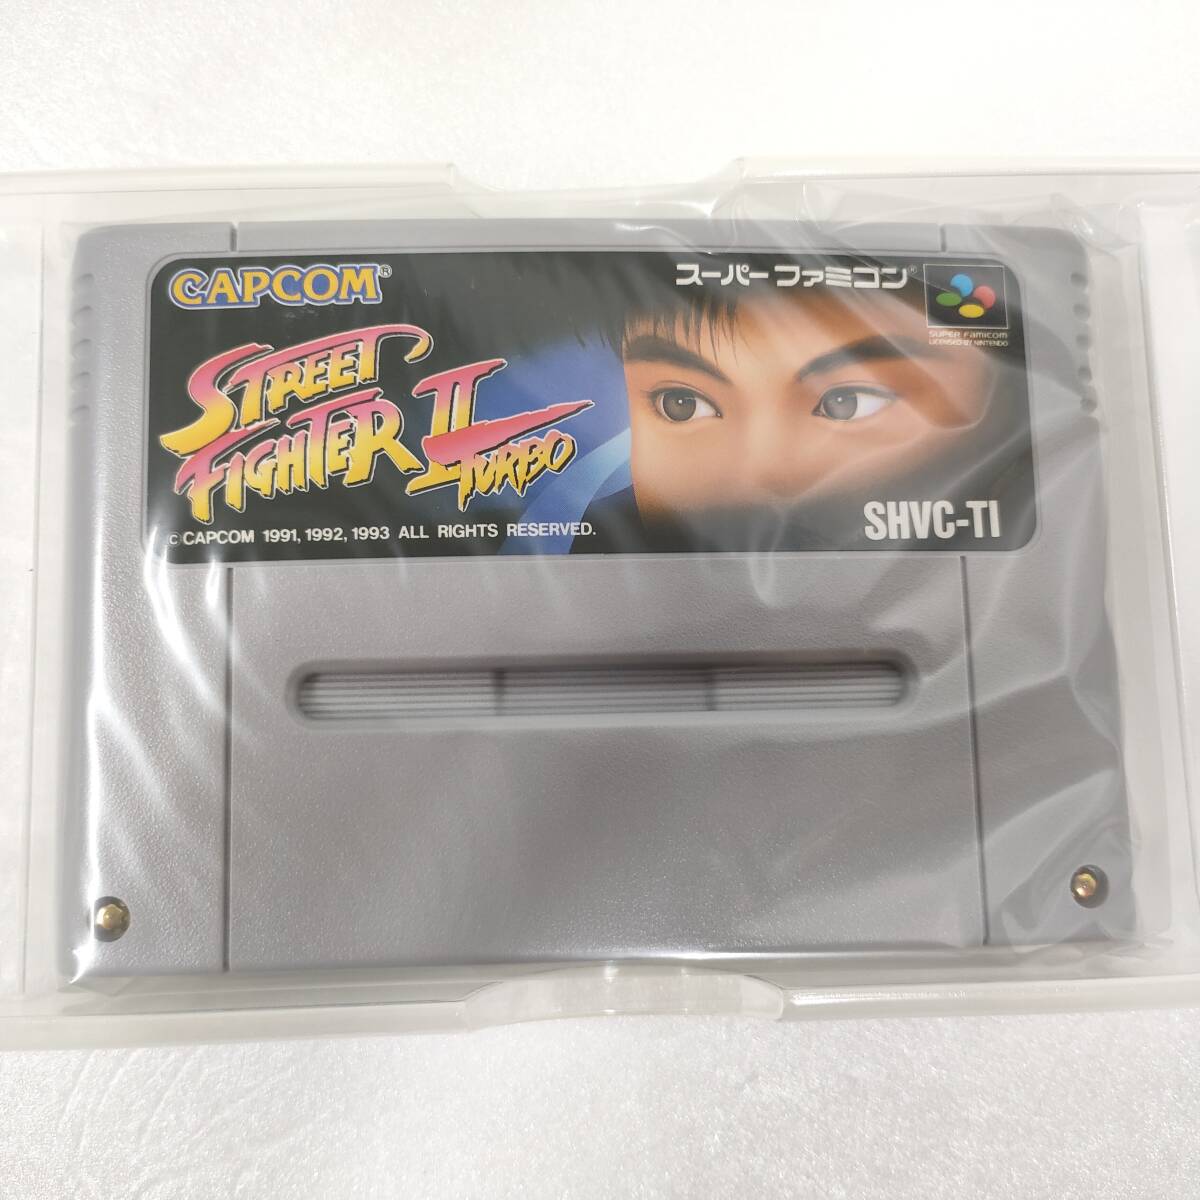 CAPCOM®
スーパーファミコン®
SUPER FAMICOM
LICENSED BY NINTENDO
STREET
FIGHTER II
TURBO
©CAPCOM 1991, 1992, 1993 ALL RIGHTS RESERVED.
SHVC-TI